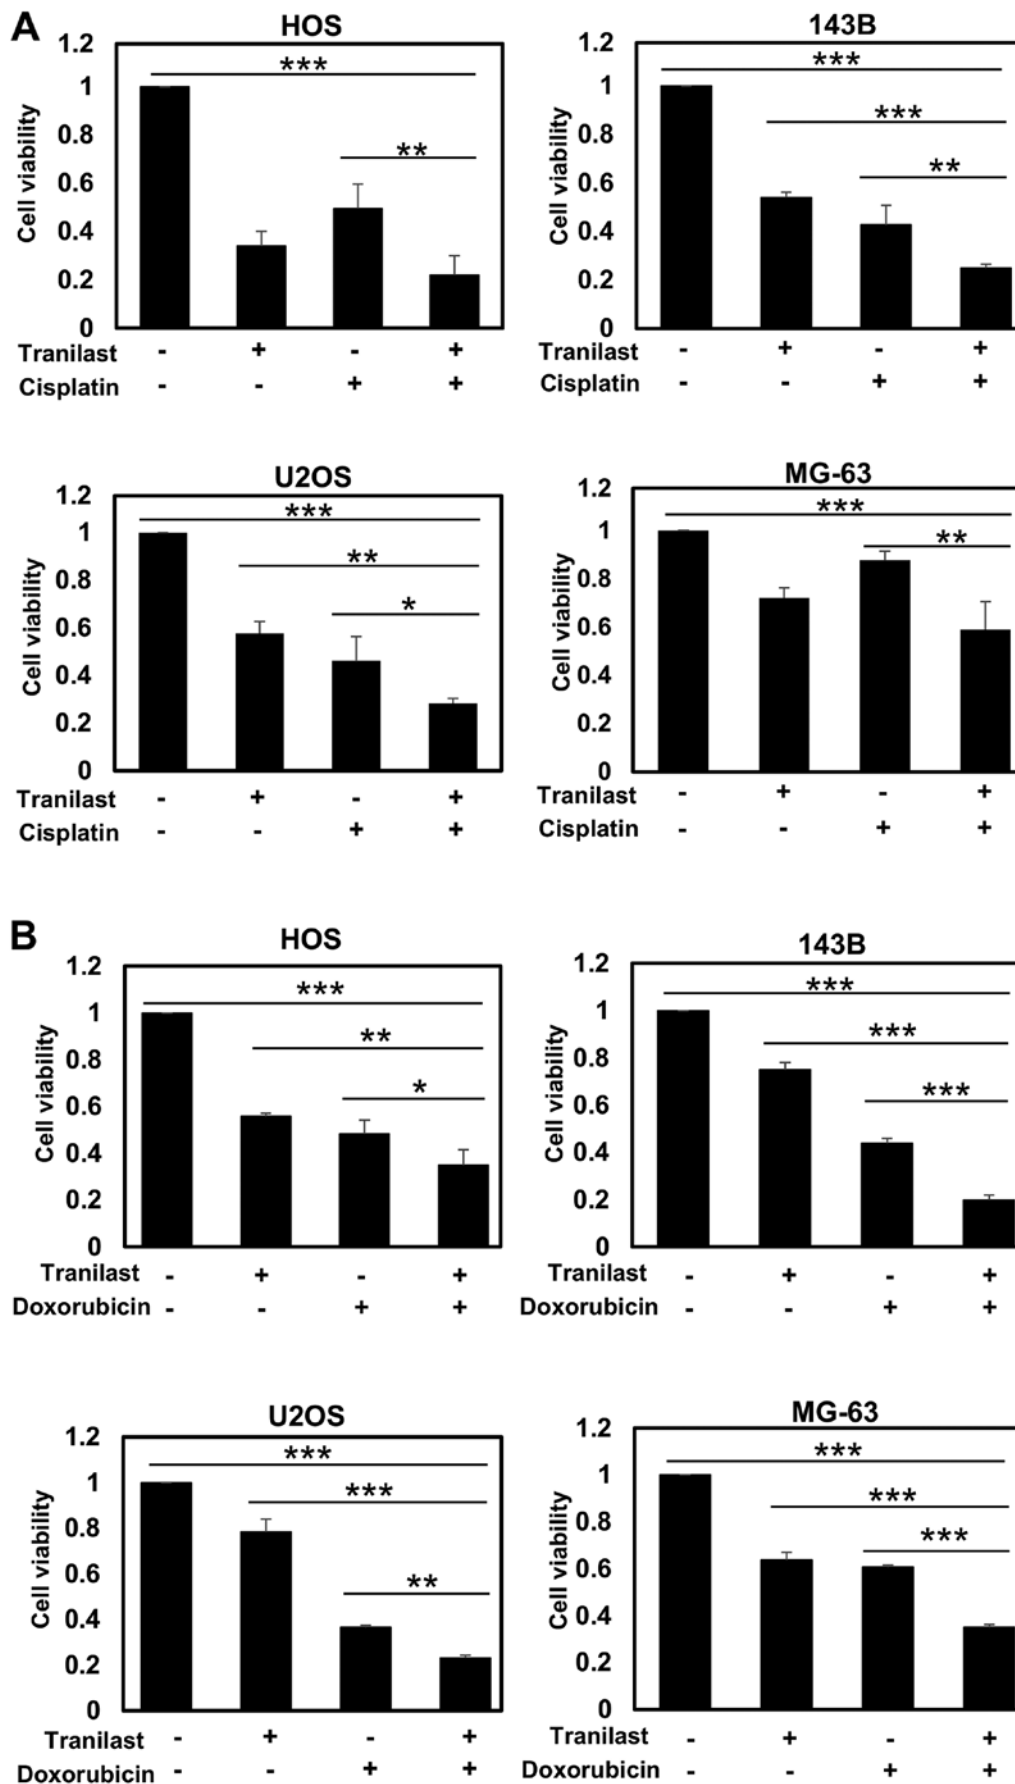 A
HOS
1.2
1
0.8
0.6
0.4
0.2
0
Cell viability
***
**
Tranilast - + - +
Cisplatin - - + +
143B
1.2
1
0.8
0.6
0.4
0.2
0
Cell viability
***
***
**
Tranilast - + - +
Cisplatin - - + +
U2OS
1.2
1
0.8
0.6
0.4
0.2
0
Cell viability
***
**
*
Tranilast - + - +
Cisplatin - - + +
MG-63
1.2
1
0.8
0.6
0.4
0.2
0
Cell viability
***
**
Tranilast - + - +
Cisplatin - - + +
B
HOS
1.2
1
0.8
0.6
0.4
0.2
0
Cell viability
***
**
*
Tranilast - + - +
Doxorubicin - - + +
143B
1.2
1
0.8
0.6
0.4
0.2
0
Cell viability
***
***
***
Tranilast - + - +
Doxorubicin - - + +
U2OS
1.2
1
0.8
0.6
0.4
0.2
0
Cell viability
***
***
**
Tranilast - + - +
Doxorubicin - - + +
MG-63
1.2
1
0.8
0.6
0.4
0.2
0
Cell viability
***
***
***
Tranilast - + - +
Doxorubicin - - + +